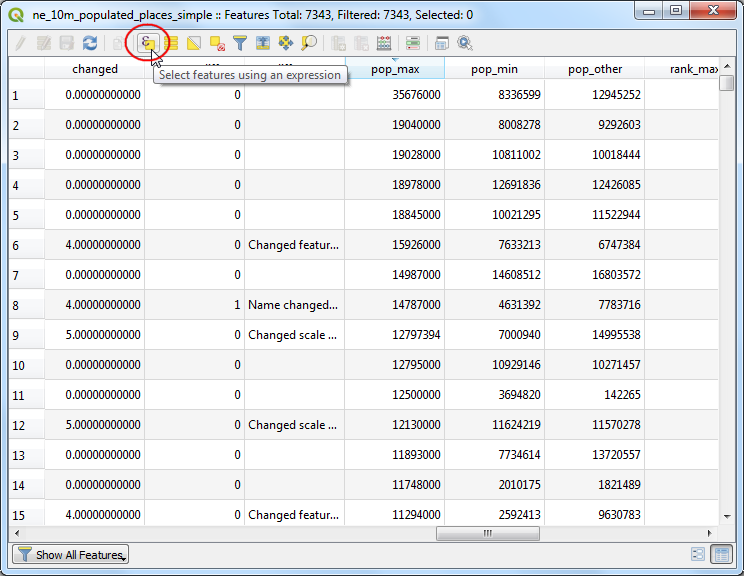 ne_10m_populated_places_simple :: Features Total: 7343, Filtered: 7343, Selected: 0
Select features using an expression
changed pop_max pop_min pop_other rank_max
1 0.00000000000 0 35676000 8336599 12945252
2 0.00000000000 0 19040000 8008278 9292603
3 0.00000000000 0 19028000 10811002 10018444
4 0.00000000000 0 18978000 12691836 12426085
5 0.00000000000 0 18845000 10021295 11522944
6 4.00000000000 0 Changed featur... 15926000 7633213 6747384
7 0.00000000000 0 14987000 14608512 16803572
8 4.00000000000 1 Name changed... 14787000 4631392 7783716
9 5.00000000000 0 Changed scale ... 12797394 7000940 14995538
10 0.00000000000 0 12795000 10929146 10271457
11 0.00000000000 0 12500000 3694820 142265
12 5.00000000000 0 Changed scale ... 12130000 11624219 11570278
13 0.00000000000 0 11893000 7734614 13720557
14 0.00000000000 0 11748000 2010175 1821489
15 4.00000000000 0 Changed featur... 11294000 2592413 9630783
Show All Features